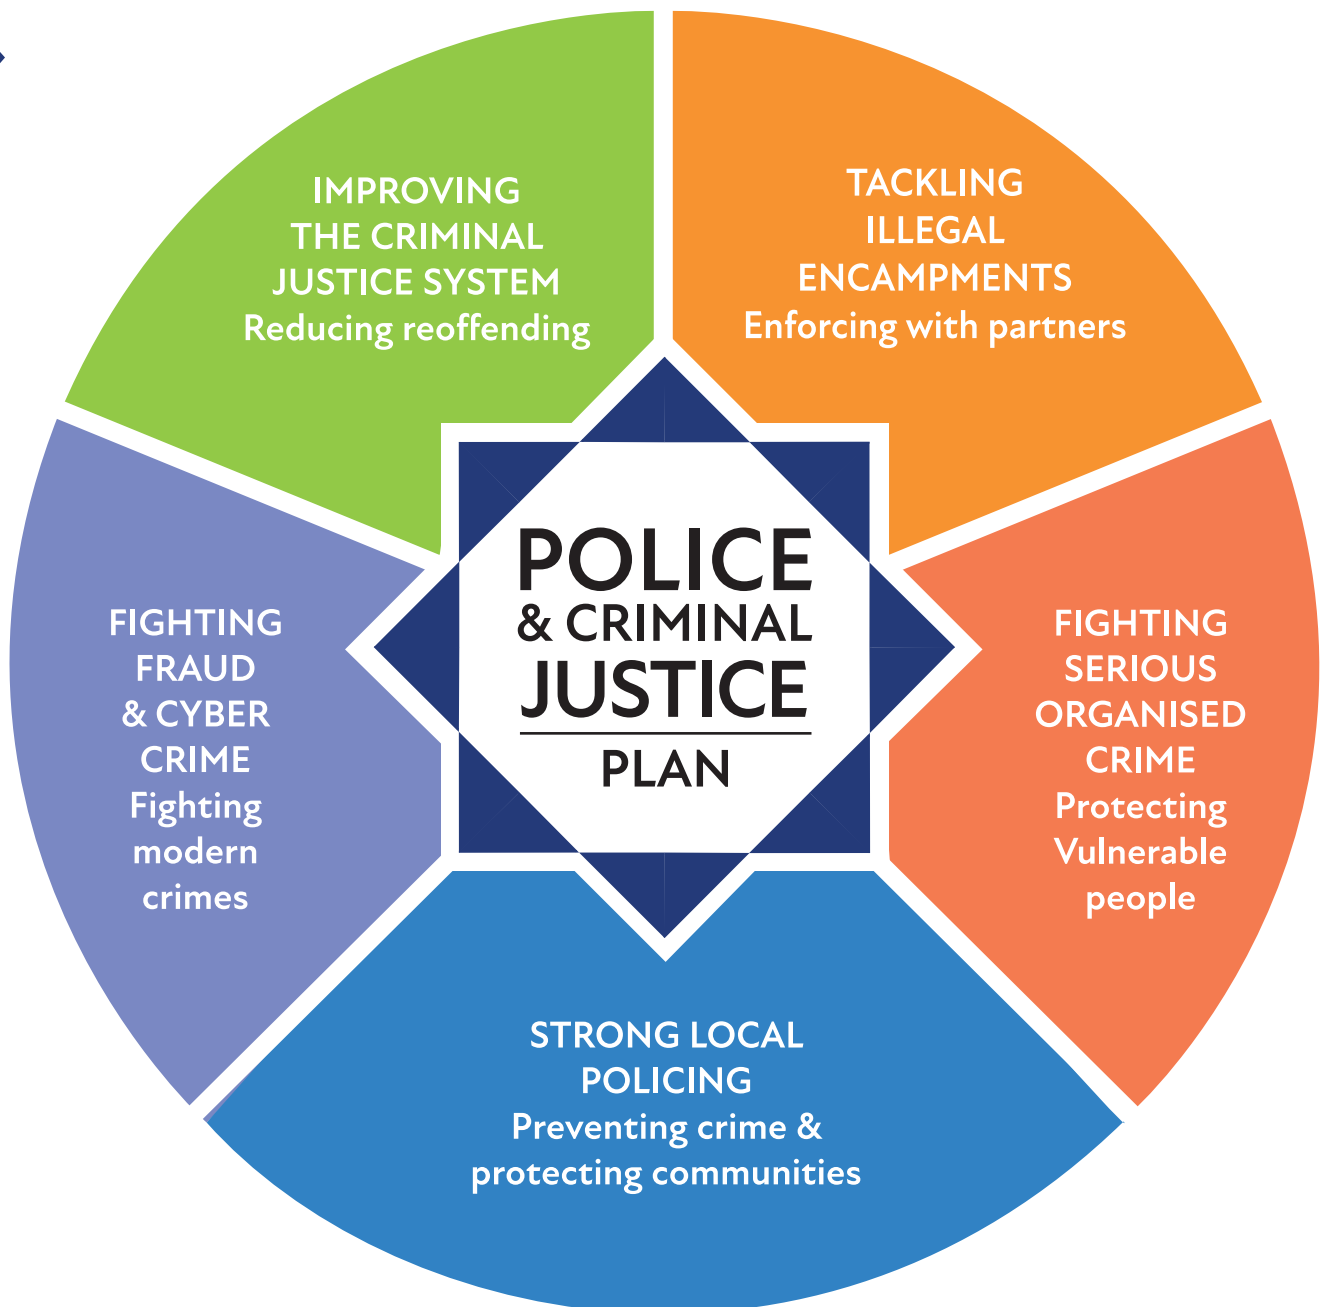 IMPROVING
THE CRIMINAL
JUSTICE SYSTEM
Reducing reoffending
TACKLING
ILLEGAL
ENCAMPMENTS
Enforcing with partners
POLICE
& CRIMINAL
JUSTICE
PLAN
FIGHTING
FRAUD
& CYBER
CRIME
Fighting
modern
crimes
FIGHTING
SERIOUS
ORGANISED
CRIME
Protecting
Vulnerable
people
STRONG LOCAL
POLICING
Preventing crime &
protecting communities